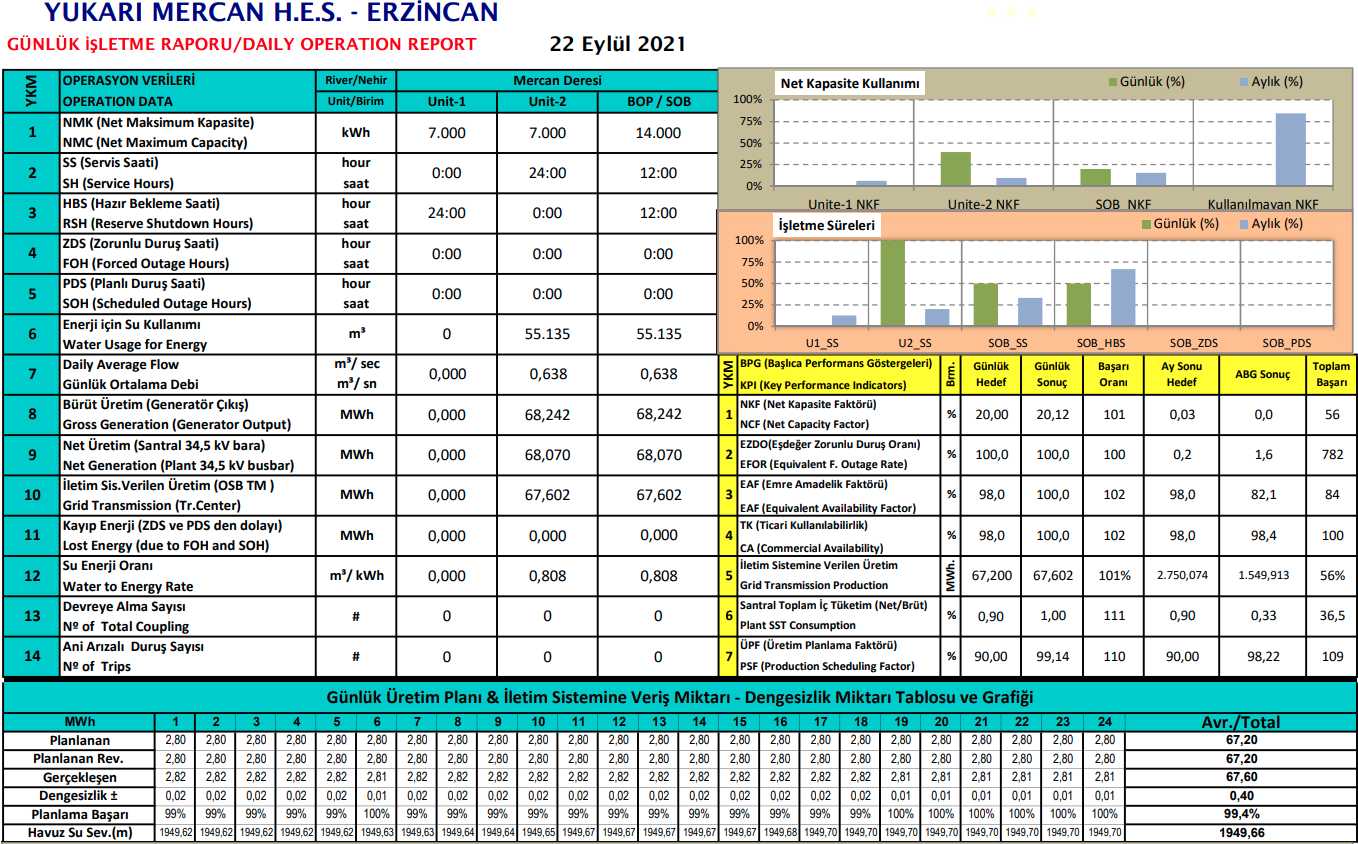 YUKARI MERCAN H.E.S. - ERZİNCAN
* * *
GÜNLÜK İŞLETME RAPORU/DAILY OPERATION REPORT 22 Eylül 2021
YKM OPERASYON VERİLERİ River/Nehir Mercan Deresi
OPERATION DATA Unit/Birim Unit-1 Unit-2 BOP / SOB
1 NMK (Net Maksimum Kapasite) kWh 7.000 7.000 14.000
NMC (Net Maximum Capacity)
2 SS (Servis Saati) hour 0:00 24:00 12:00
SH (Service Hours) saat
3 HBS (Hazır Bekleme Saati) hour 24:00 0:00 12:00
RSH (Reserve Shutdown Hours) saat
4 ZDS (Zorunlu Duruş Saati) hour 0:00 0:00 0:00
FOH (Forced Outage Hours) saat
5 PDS (Planlı Duruş Saati) hour 0:00 0:00 0:00
SOH (Scheduled Outage Hours) saat
6 Enerji için Su Kullanımı m³ 0 55.135 55.135
Water Usage for Energy
7 Daily Average Flow m³/ sec 0,000 0,638 0,638
Günlük Ortalama Debi m³/ sn
8 Bürüt Üretim (Generatör Çıkış) MWh 0,000 68,242 68,242
Gross Generation (Generator Output)
9 Net Üretim (Santral 34,5 kV bara) MWh 0,000 68,070 68,070
Net Generation (Plant 34,5 kV busbar)
10 İletim Sis.Verilen Üretim (OSB TM ) MWh 0,000 67,602 67,602
Grid Transmission (Tr.Center)
11 Kayıp Enerji (ZDS ve PDS den dolayı) MWh 0,000 0,000 0,000
Lost Energy (due to FOH and SOH)
12 Su Enerji Oranı m³/ kWh 0,000 0,808 0,808
Water to Energy Rate
13 Devreye Alma Sayısı # 0 0 0
Nº of Total Coupling
14 Ani Arızalı Duruş Sayısı # 0 0 0
Nº of Trips
Net Kapasite Kullanımı Günlük (%) Aylık (%)
100%
75%
50%
25%
0%
Unite-1 NKF Unite-2 NKF SOB_NKF Kullanılmayan NKF
İşletme Süreleri Günlük (%) Aylık (%)
100%
75%
50%
25%
0%
U1_SS U2_SS SOB_SS SOB_HBS SOB_ZDS SOB_PDS
YKM BPG (Başlıca Performans Göstergeleri) Brm. Günlük Hedef Günlük Sonuç Başarı Oranı Ay Sonu Hedef ABG Sonuç Toplam Başarı
KPI (Key Performance Indicators)
1 NKF (Net Kapasite Faktörü) % 20,00 20,12 101 0,03 0,0 56
NCF (Net Capacity Factor)
2 EZDO(Eşdeğer Zorunlu Duruş Oranı) % 100,0 100,0 100 0,2 1,6 782
EFOR (Equivalent F. Outage Rate)
3 EAF (Emre Amadelik Faktörü) % 98,0 100,0 102 98,0 82,1 84
EAF (Equivalent Availability Factor)
4 TK (Ticari Kullanılabilirlik) % 98,0 100,0 102 98,0 98,4 100
CA (Commercial Availability)
5 İletim Sistemine Verilen Üretim MWh. 67,200 67,602 101% 2.750,074 1.549,913 56%
Grid Transmission Production
6 Santral Toplam İç Tüketim (Net/Brüt) % 0,90 1,00 111 0,90 0,33 36,5
Plant SST Consumption
7 ÜPF (Üretim Planlama Faktörü) % 90,00 99,14 110 90,00 98,22 109
PSF (Production Scheduling Factor)
Günlük Üretim Planı & İletim Sistemine Veriş Miktarı - Dengesizlik Miktarı Tablosu ve Grafiği
MWh 1 2 3 4 5 6 7 8 9 10 11 12 13 14 15 16 17 18 19 20 21 22 23 24 Avr./Total
Planlanan 2,80 2,80 2,80 2,80 2,80 2,80 2,80 2,80 2,80 2,80 2,80 2,80 2,80 2,80 2,80 2,80 2,80 2,80 2,80 2,80 2,80 2,80 2,80 2,80 67,20
Planlanan Rev. 2,80 2,80 2,80 2,80 2,80 2,80 2,80 2,80 2,80 2,80 2,80 2,80 2,80 2,80 2,80 2,80 2,80 2,80 2,80 2,80 2,80 2,80 2,80 2,80 67,20
Gerçekleşen 2,82 2,82 2,82 2,82 2,82 2,81 2,82 2,82 2,82 2,82 2,82 2,82 2,82 2,82 2,82 2,82 2,82 2,82 2,81 2,81 2,81 2,81 2,81 2,81 67,60
Dengesizlik ± 0,02 0,02 0,02 0,02 0,02 0,01 0,02 0,02 0,02 0,02 0,02 0,02 0,02 0,02 0,02 0,02 0,02 0,02 0,01 0,01 0,01 0,01 0,01 0,01 0,40
Planlama Başarı 99% 99% 99% 99% 99% 100% 99% 99% 99% 99% 99% 99% 99% 99% 99% 99% 99% 99% 100% 100% 100% 100% 100% 100% 99,4%
Havuz Su Sev.(m) 1949,62 1949,62 1949,62 1949,62 1949,62 1949,63 1949,63 1949,64 1949,64 1949,65 1949,67 1949,67 1949,67 1949,67 1949,67 1949,68 1949,70 1949,70 1949,70 1949,70 1949,70 1949,70 1949,70 1949,70 1949,66